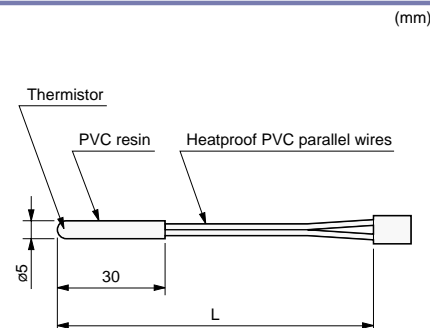 (mm)
Thermistor
PVC resin
Heatproof PVC parallel wires
ø5
30
L